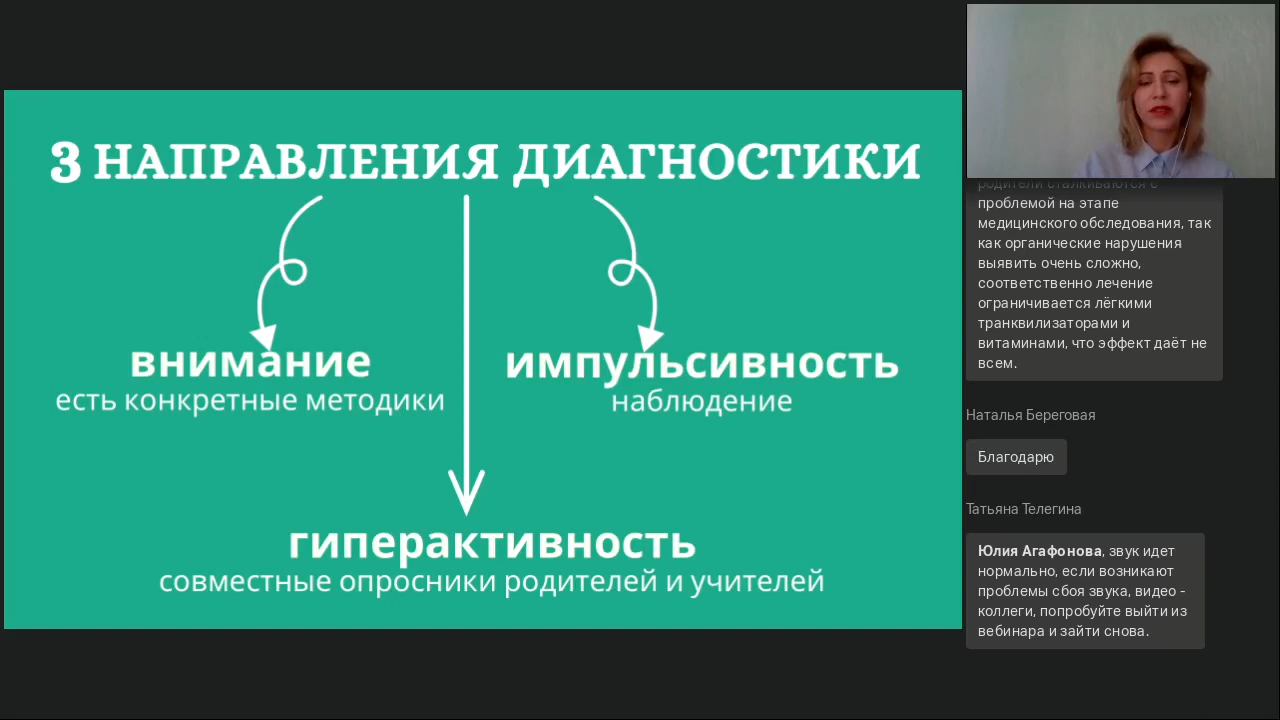 3 НАПРАВЛЕНИЯ ДИАГНОСТИКИ
внимание
есть конкретные методики
импульсивность
наблюдение
гиперактивность
совместные опросники родителей и учителей
родители сталкиваются с
проблемой на этапе
медицинского обследования, так
как органические нарушения
выявить очень сложно,
соответственно лечение
ограничивается лёгкими
транквилизаторами и
витаминами, что эффект даёт не
всем.
Наталья Береговая
Благодарю
Татьяна Телегина
Юлия Агафонова, звук идет
нормально, если возникают
проблемы сбоя звука, видео -
коллеги, попробуйте выйти из
вебинара и зайти снова.